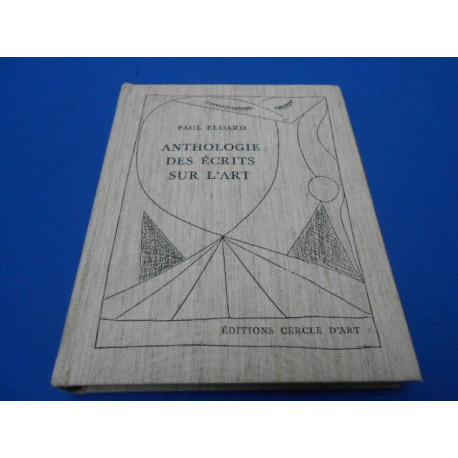 PAUL ELUARD
ANTHOLOGIE
DES ÉCRITS
SUR L'ART
ÉDITIONS CERCLE D'ART